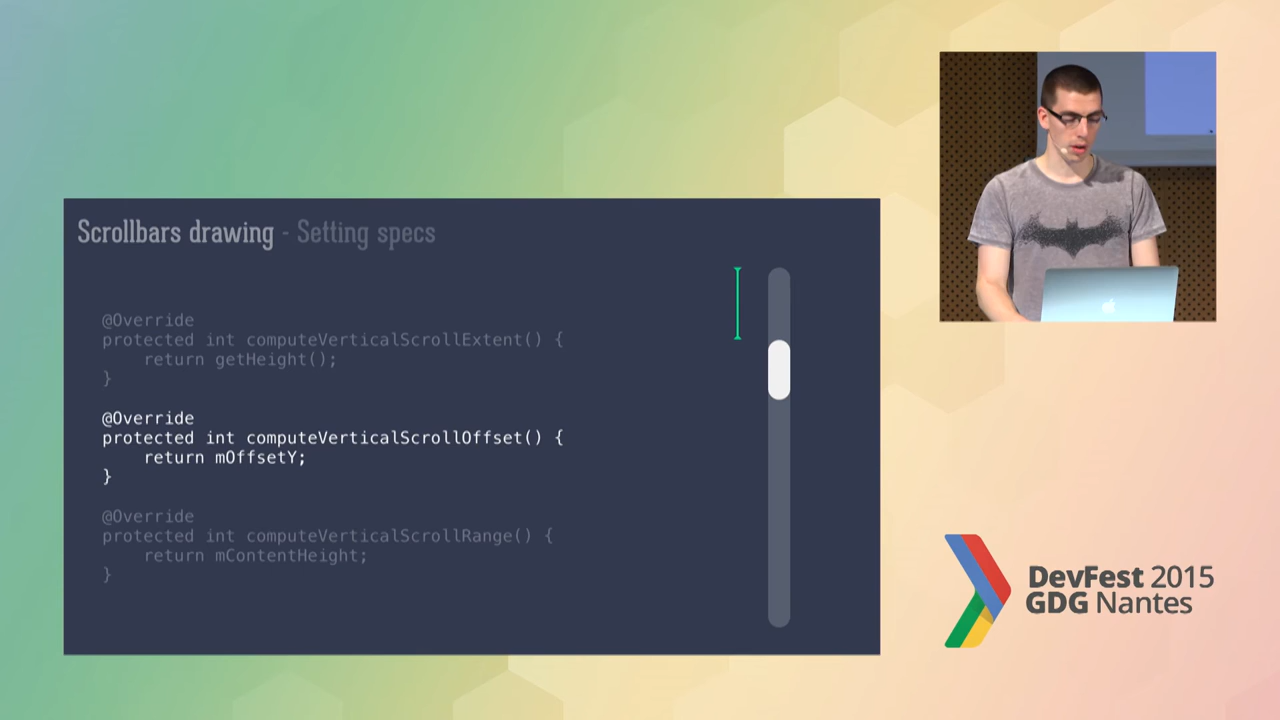 Scrollbars drawing - Setting specs
@Override
protected int computeVerticalScrollExtent() {
return getHeight();
}
@Override
protected int computeVerticalScrollOffset() {
return mOffsetY;
}
@Override
protected int computeVerticalScrollRange() {
return mContentHeight;
}
DevFest 2015
GDG Nantes